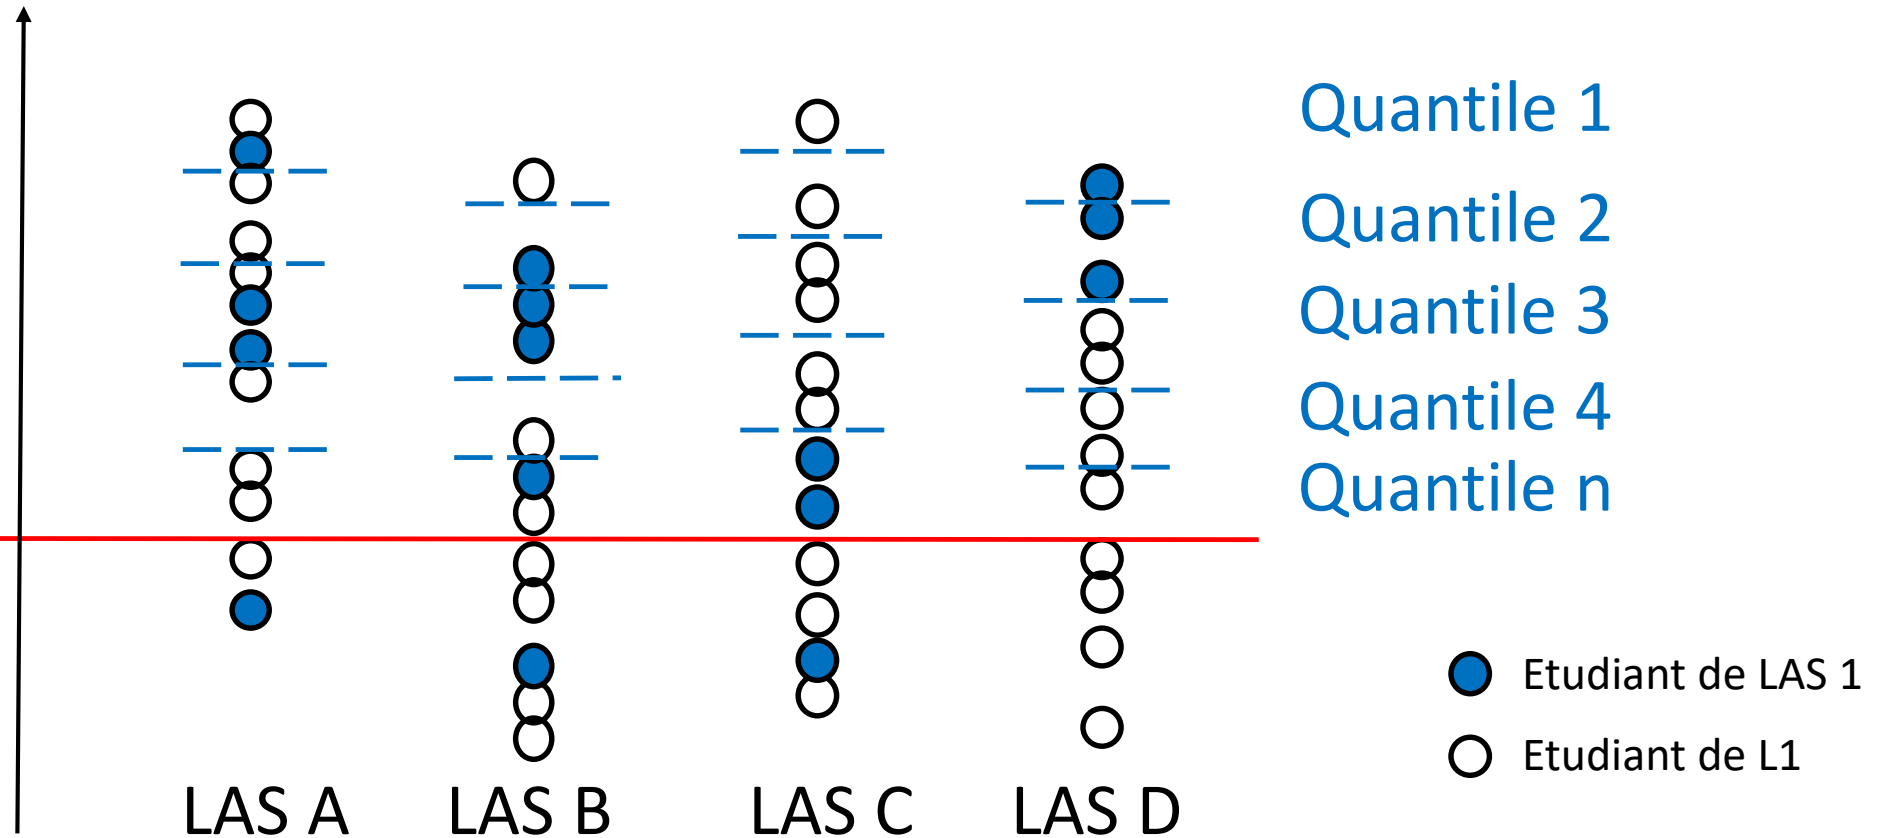 Quantile 1
Quantile 2
Quantile 3
Quantile 4
Quantile n
Etudiant de LAS 1
Etudiant de L1
LAS A
LAS B
LAS C
LAS D